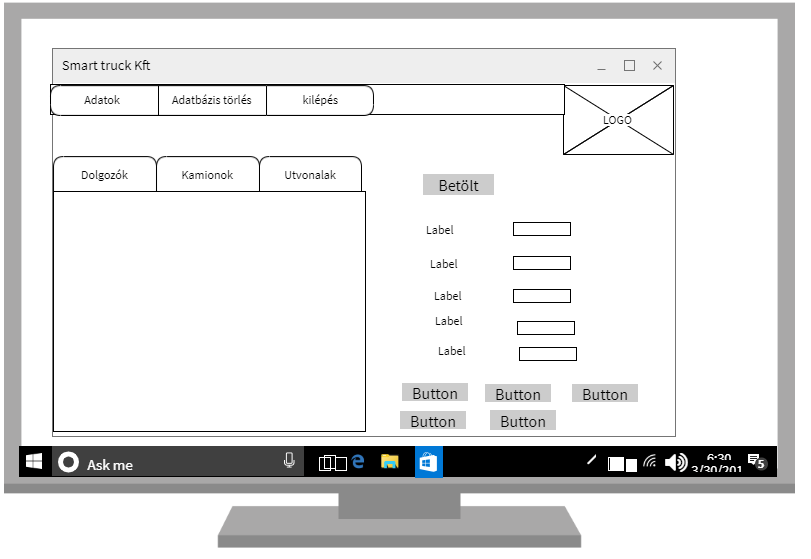 Smart truck Kft
Adatok Adatbázis törlés kilépés
LOGO
Dolgozók Kamionok Utvonalak
Betölt
Label
Label
Label
Label
Label
Button Button Button
Button Button
Ask me
6:30
3/30/201
5